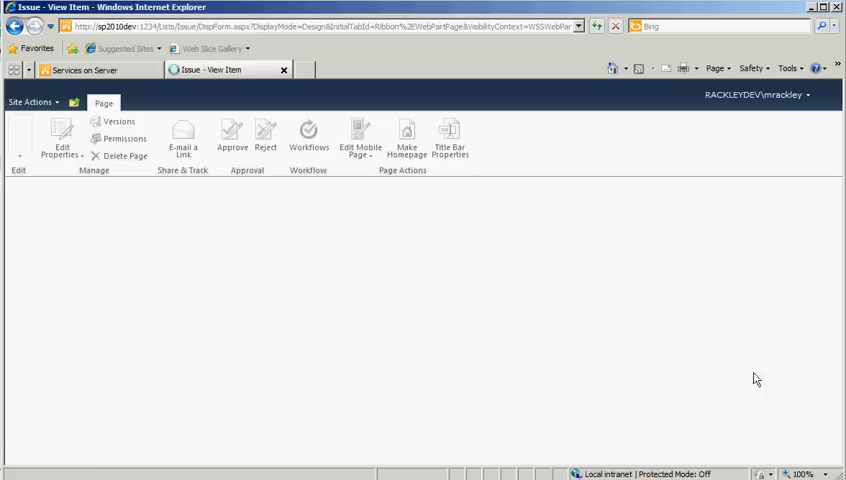 Issue - View Item - Windows Internet Explorer
http://sp2010dev:1234/Lists/Issue/DispForm.aspx?DisplayMode=Design&InitialTabId=Ribbon%2EWebPartPage&VisibilityContext=WSSWebPar
Bing
Favorites
Suggested Sites
Web Slice Gallery
Services on Server
Issue - View Item
Page
Safety
Tools
Site Actions
Page
RACKLEYDEV\mrackley
Edit Properties
Versions
Permissions
Delete Page
E-mail a Link
Approve
Reject
Workflows
Edit Mobile Page
Make Homepage
Title Bar Properties
Edit
Manage
Share & Track
Approval
Workflow
Page Actions
Local intranet | Protected Mode: Off
100%